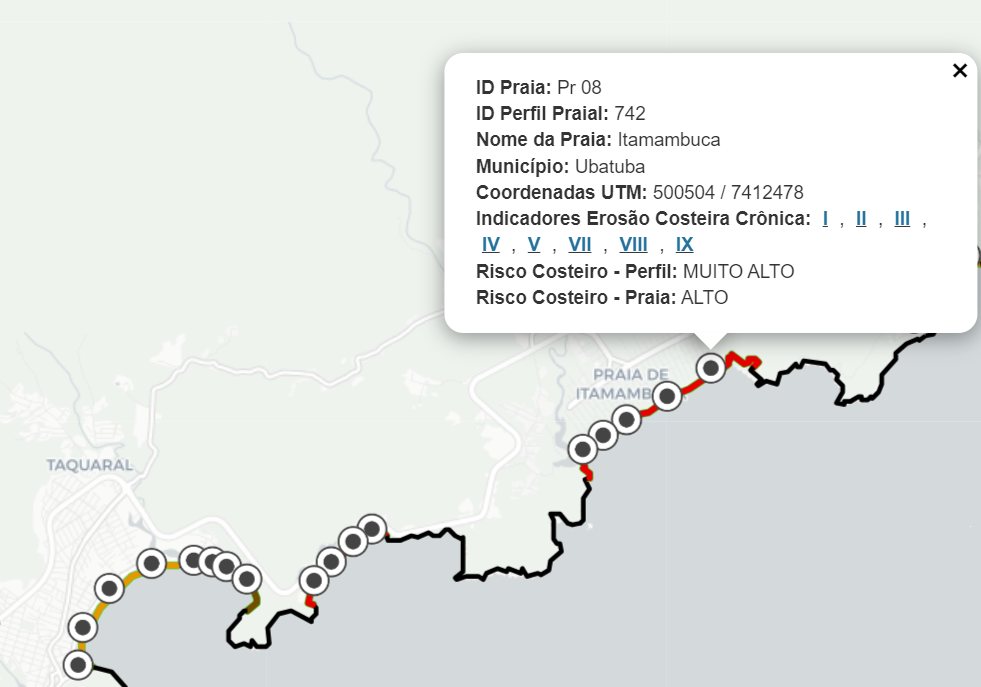 ×
ID Praia: Pr 08
ID Perfil Praial: 742
Nome da Praia: Itamambuca
Município: Ubatuba
Coordenadas UTM: 500504 / 7412478
Indicadores Erosão Costeira Crônica: I , II , III ,
IV , V , VII , VIII , IX
Risco Costeiro - Perfil: MUITO ALTO
Risco Costeiro - Praia: ALTO
PRAIA DE
ITAMAMB
TAQUARAL